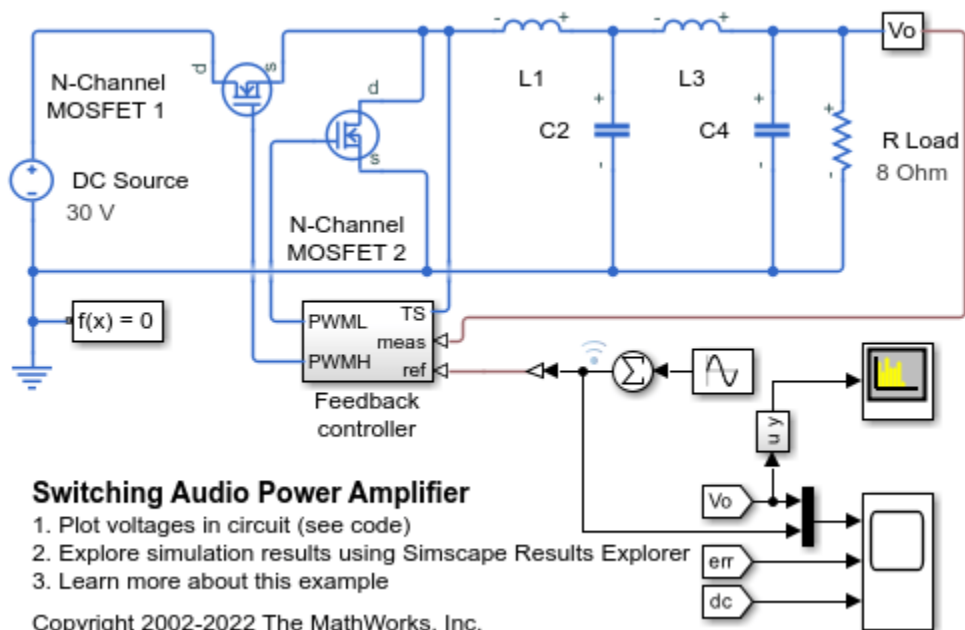 Vo
N-Channel
MOSFET 1
d
s
- +
L1
- +
L3
d
s
+
C2
-
+
C4
-
+
-
R Load
8 Ohm
+
-
DC Source
30 V
N-Channel
MOSFET 2
f(x) = 0
PWML
TS
meas
PWMH
ref
Feedback
controller
Σ
u y
Vo
err
dc
Switching Audio Power Amplifier
1. Plot voltages in circuit (see code)
2. Explore simulation results using Simscape Results Explorer
3. Learn more about this example
Copyright 2002-2022 The MathWorks, Inc.